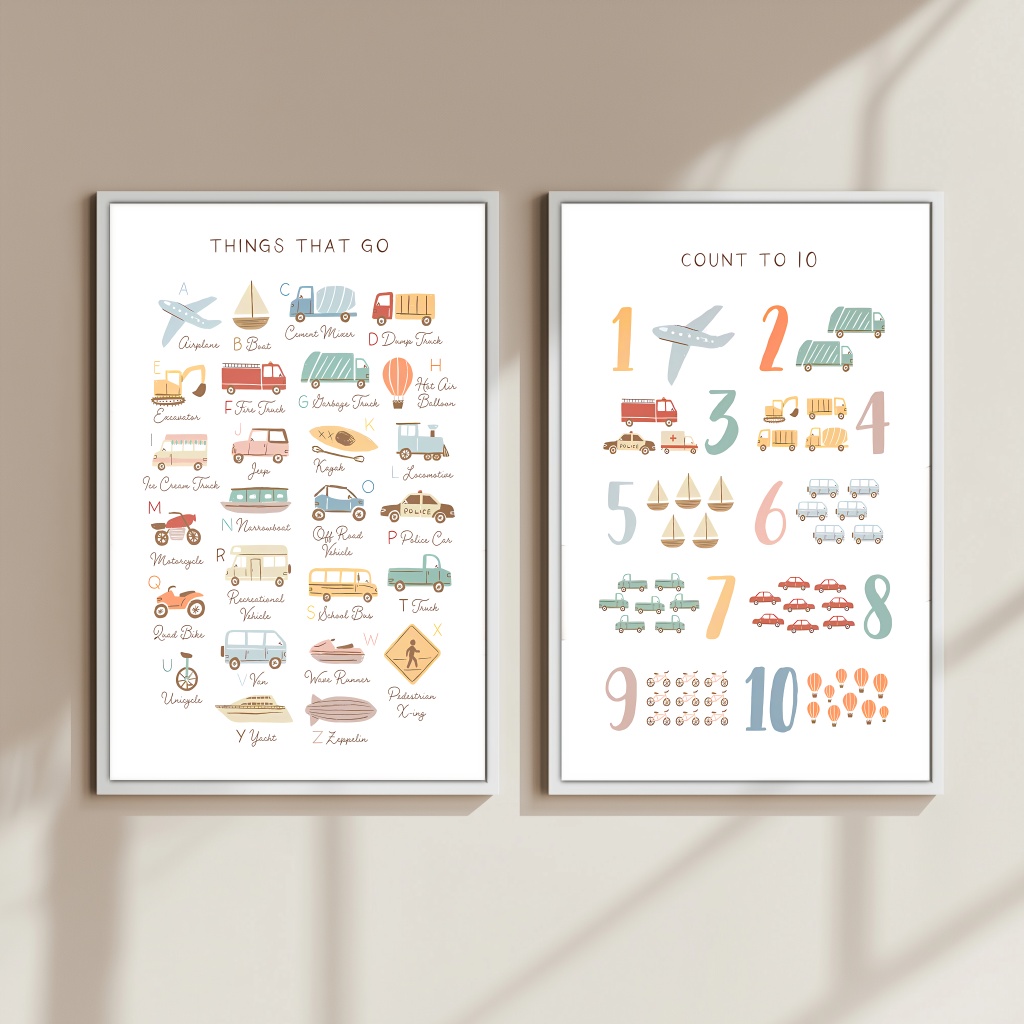 THINGS THAT GO
A
Airplane
B Boat
C
Cement Mixer
D Dump Truck
E
Excavator
F Fire Truck
G Garbage Truck
H
Hot Air
Balloon
I
Ice Cream Truck
J
Jeep
K
Kayak
L Locomotive
M
Motorcycle
N Narrowboat
O
Off Road
Vehicle
POLICE
P Police Car
Q
Quad Bike
R
Recreational
Vehicle
S School Bus
T Truck
U
Unicycle
V Van
W
Wave Runner
X
Pedestrian
X-ing
Y Yacht
Z Zeppelin
COUNT TO 10
1
2
3
POLICE
4
5
6
7
8
9
10